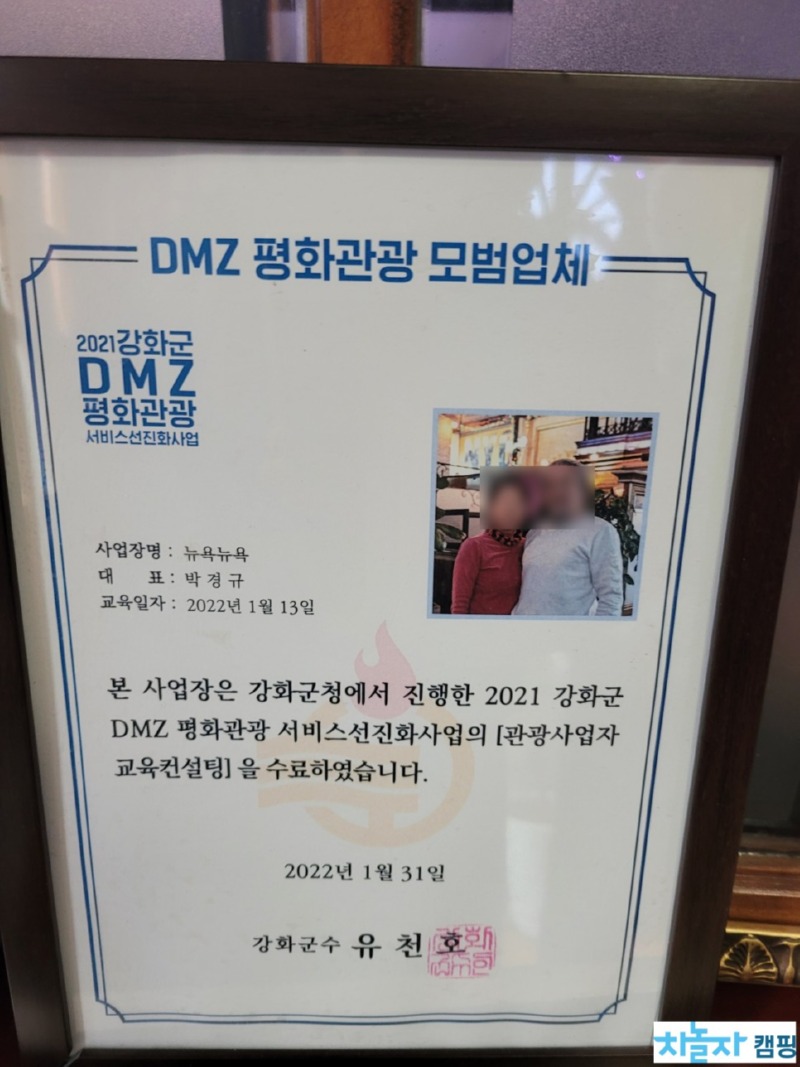 DMZ 평화관광 모범업체
2021강화군
DMZ
평화관광
서비스선진화사업
사업장명 : 뉴욕뉴욕
대 표 : 박경규
교육일자 : 2022년 1월 13일
본 사업장은 강화군청에서 진행한 2021 강화군
DMZ 평화관광 서비스선진화사업의 [관광사업자
교육컨설팅] 을 수료하였습니다.
2022년 1월 31일
강화군수 유천호
차놀자 캠핑